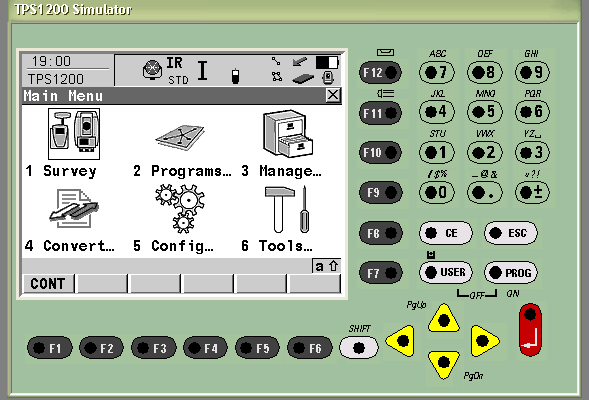 TPS1200 Simulator
19:00
TPS1200
IR
STD
I
Main Menu
1 Survey
2 Programs…
3 Manage…
4 Convert…
5 Config…
6 Tools…
a
CONT
F12
ABC
7
DEF
8
GHI
9
F11
JKL
4
MNO
5
PQR
6
F10
STU
1
VWX
2
YZ␣
3
F9
/$%
0
_@&
.
*?!
±
F8
CE
ESC
F7
USER
PROG
OFF
ON
PgUp
SHIFT
F1
F2
F3
F4
F5
F6
PgDn